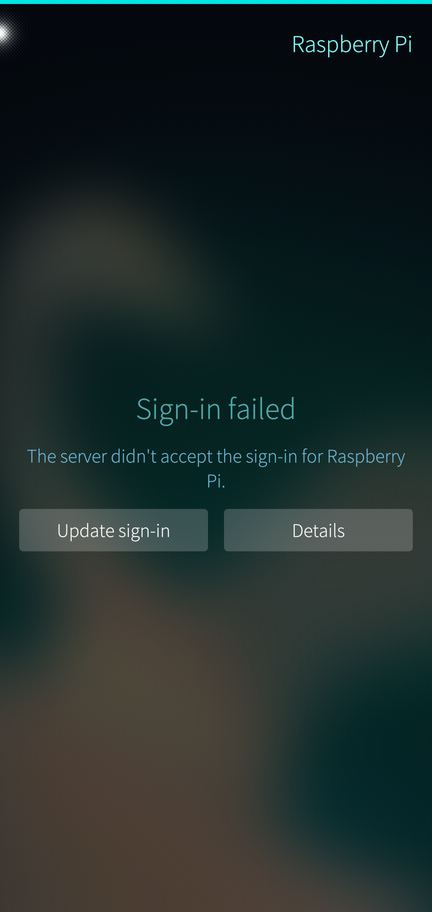 Raspberry Pi
Sign-in failed
The server didn't accept the sign-in for Raspberry
Pi.
Update sign-in
Details